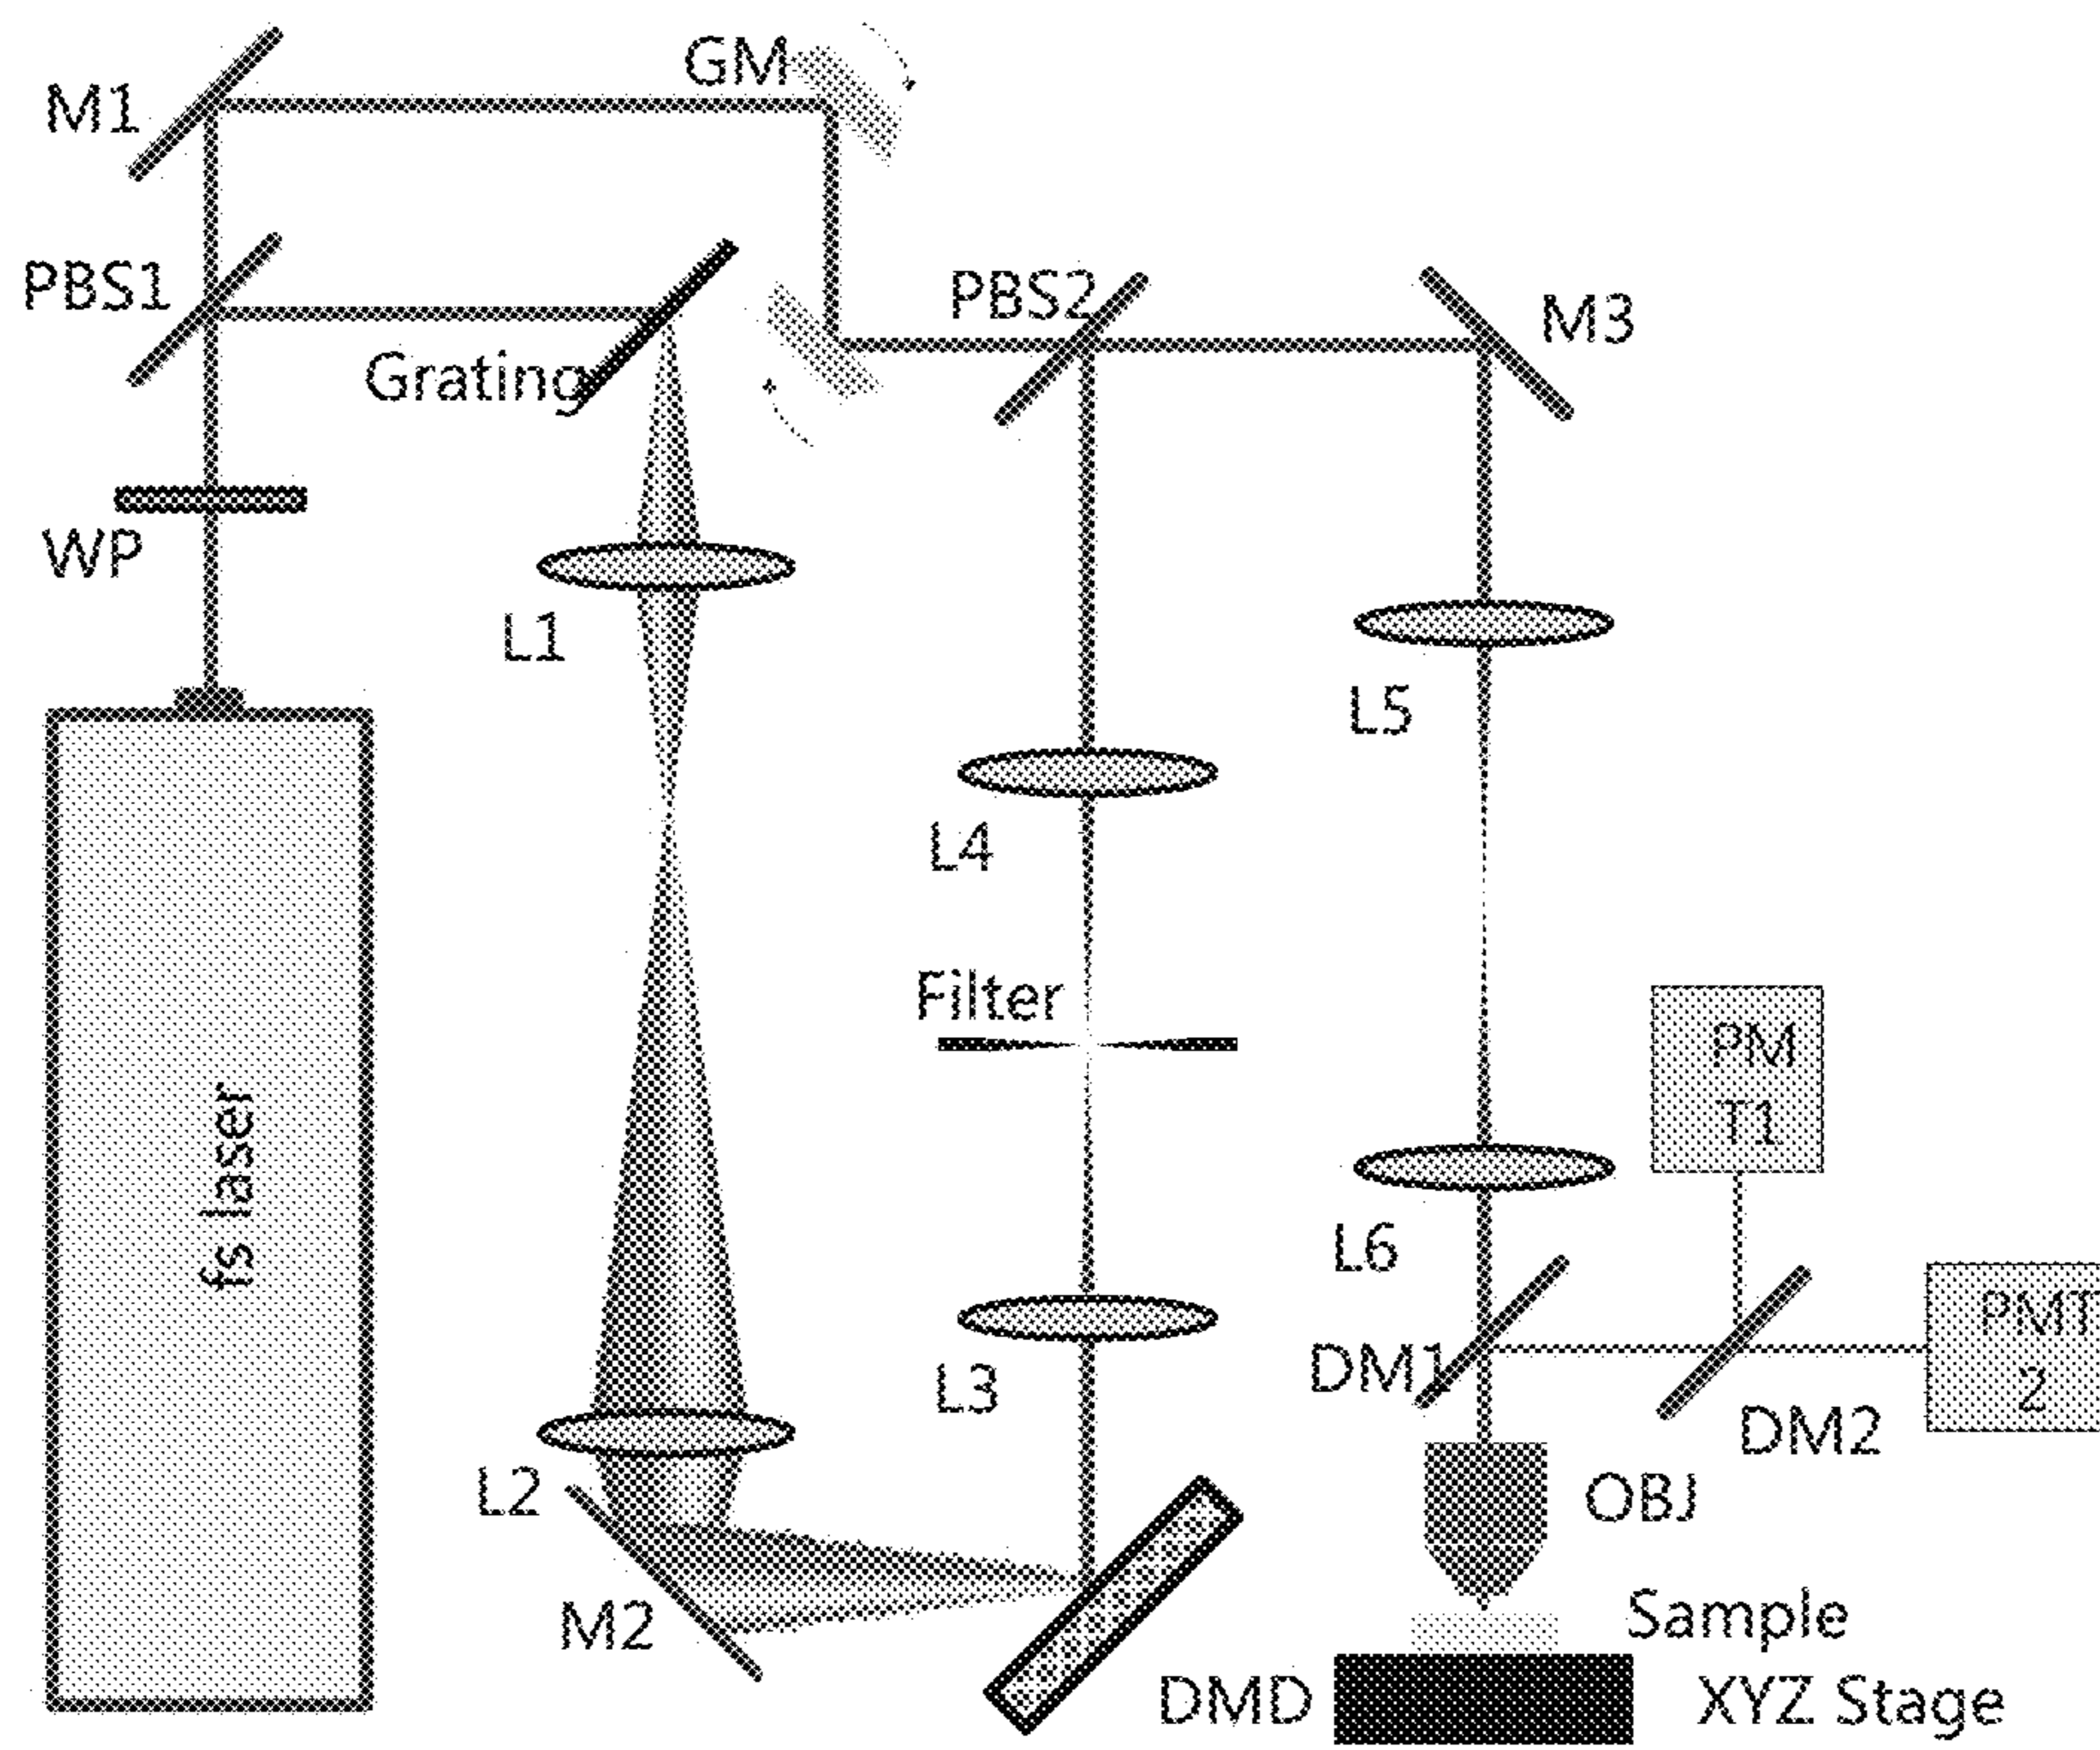 GM
M1
PBS1
PBS2
M3
Grating
WP
L1
L5
L4
Filter
PM
T1
fs laser
L6
PMT
2
L3
DM1
DM2
L2
OBJ
M2
Sample
DMD
XYZ Stage